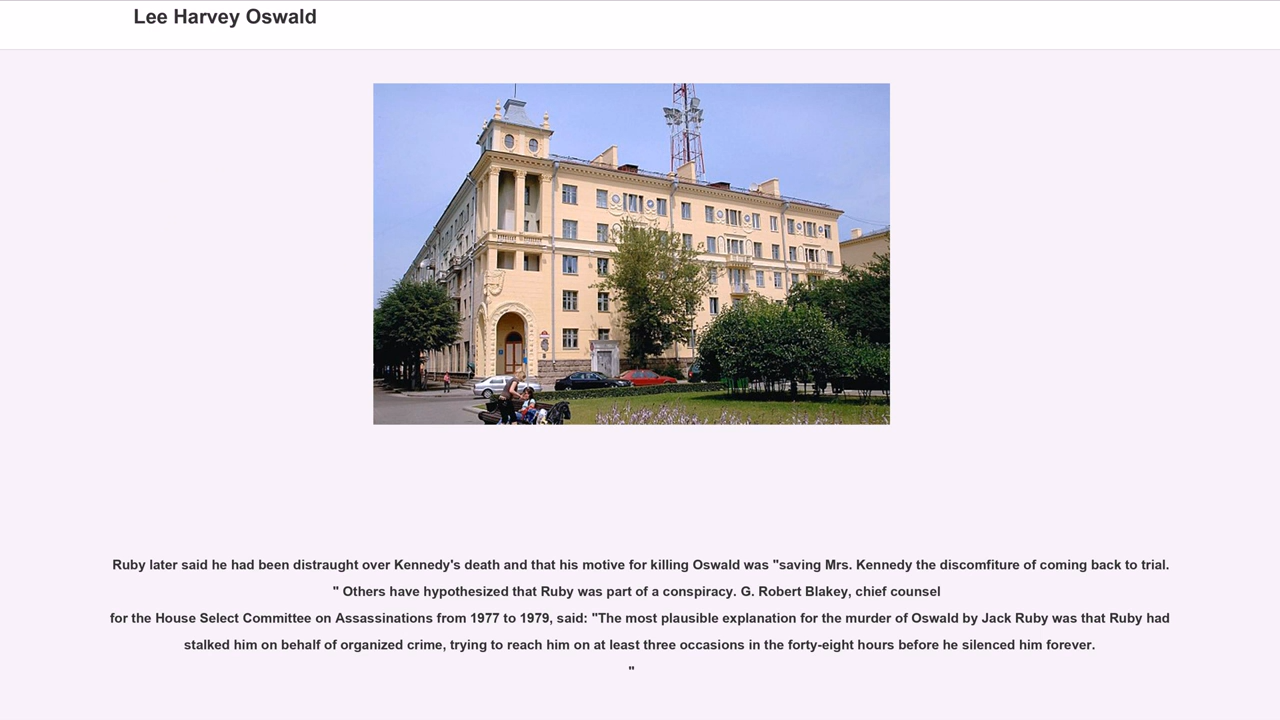 Lee Harvey Oswald
Ruby later said he had been distraught over Kennedy's death and that his motive for killing Oswald was "saving Mrs. Kennedy the discomfiture of coming back to trial.
" Others have hypothesized that Ruby was part of a conspiracy. G. Robert Blakey, chief counsel
for the House Select Committee on Assassinations from 1977 to 1979, said: "The most plausible explanation for the murder of Oswald by Jack Ruby was that Ruby had
stalked him on behalf of organized crime, trying to reach him on at least three occasions in the forty-eight hours before he silenced him forever.
"